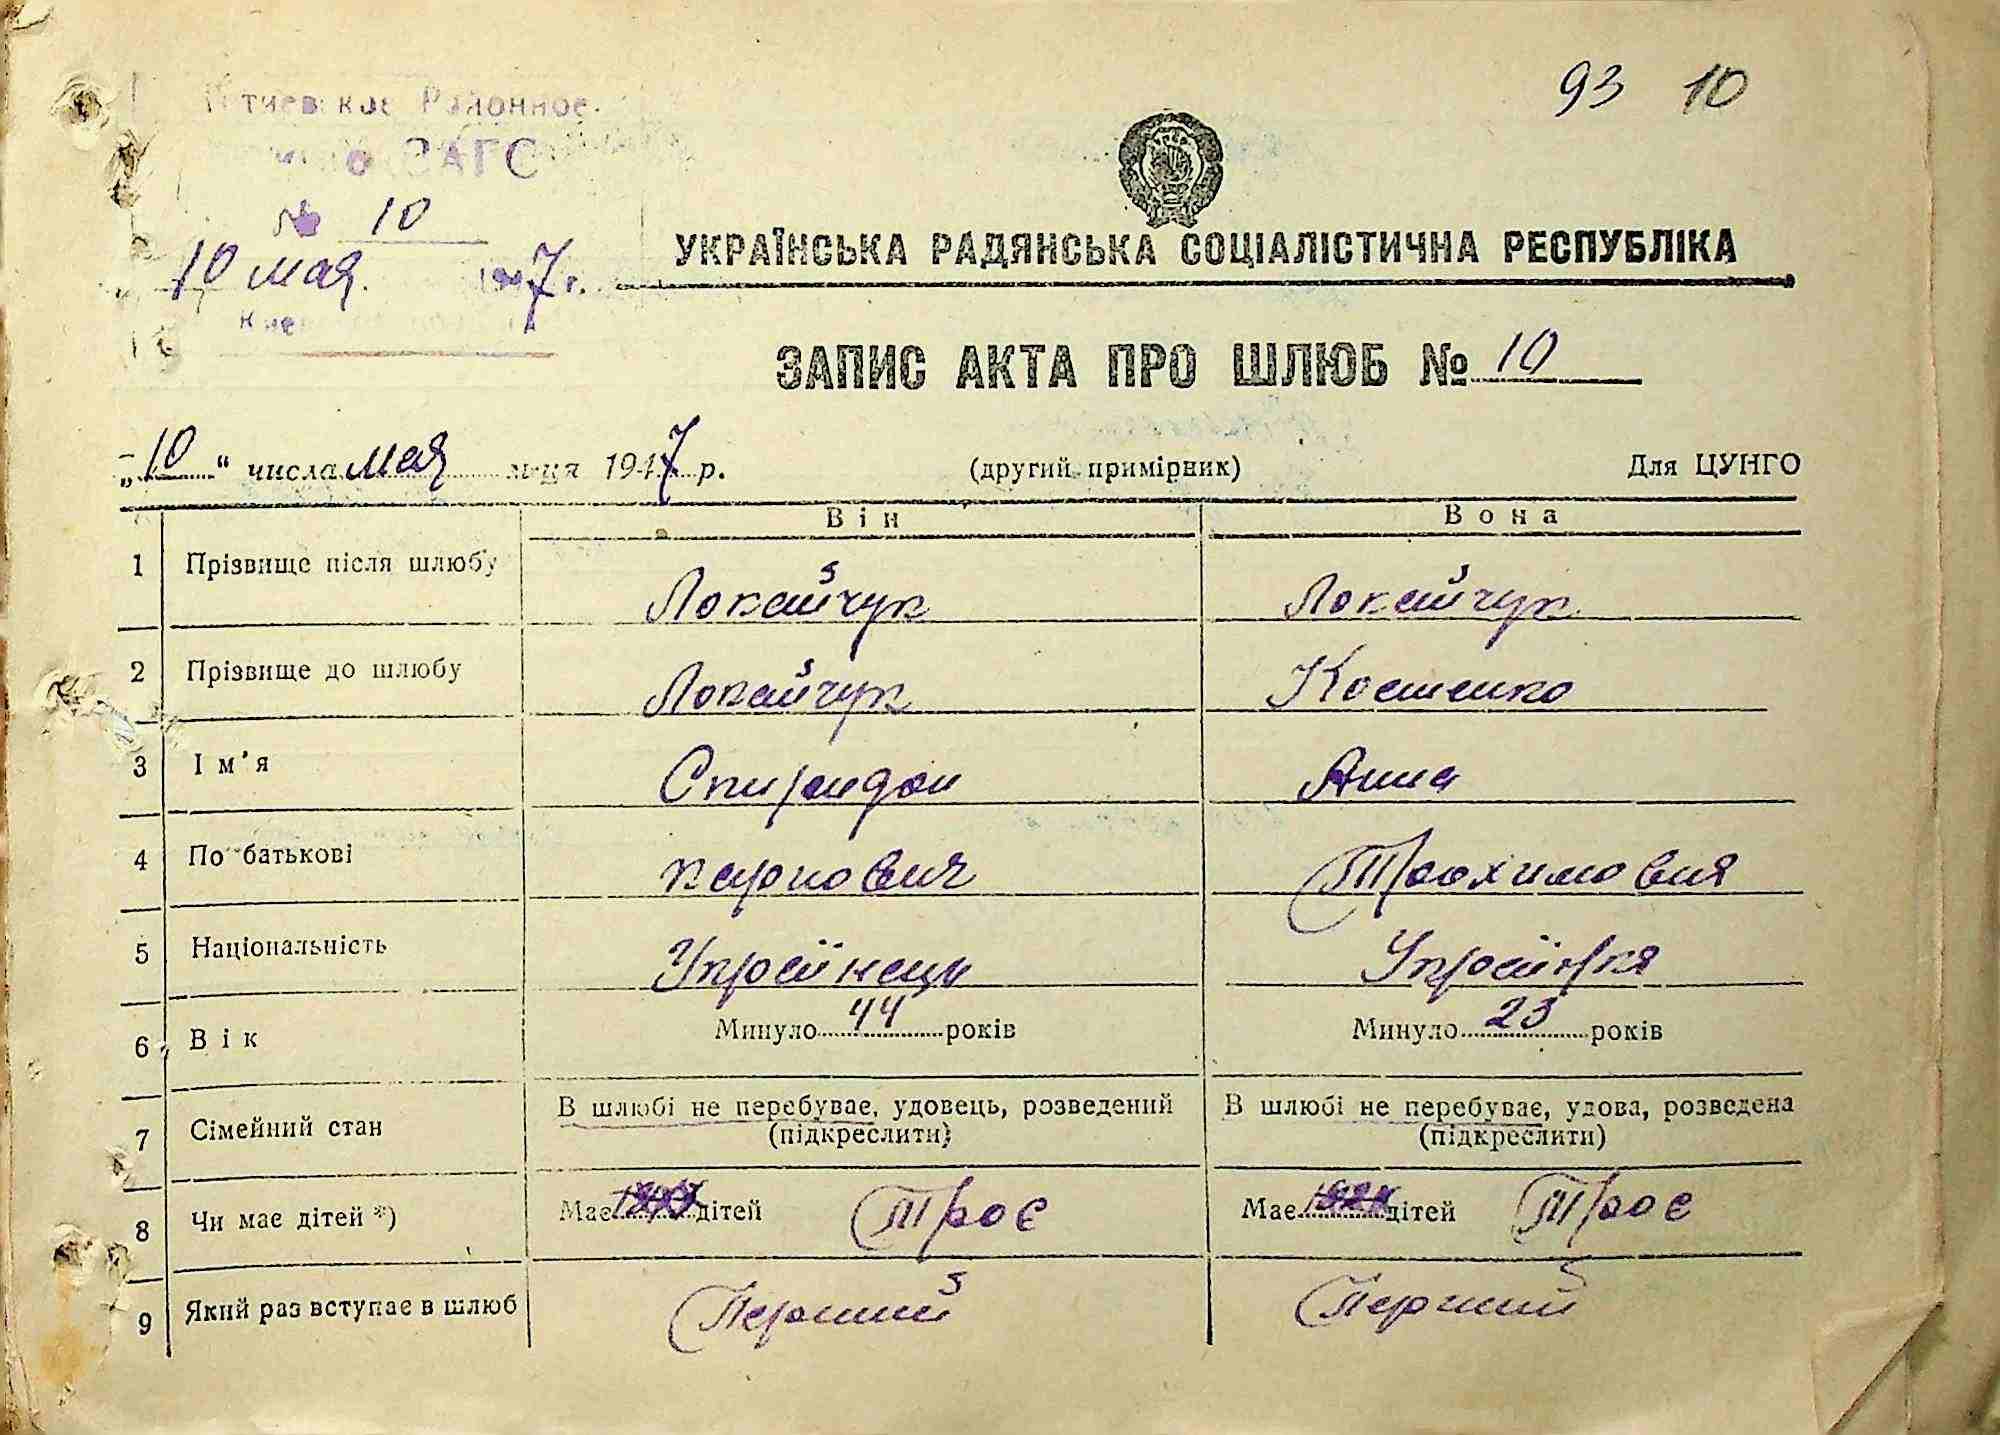 93 10
Районное
ЗАГС
№ 10
10 мая 1947 г.
УКРАЇНСЬКА РАДЯНСЬКА СОЦІАЛІСТИЧНА РЕСПУБЛІКА
ЗАПИС АКТА ПРО ШЛЮБ № 10
„10“ числа мая м-ця 1947 р. (другий примірник) Для ЦУНГО
Він Вона
1 Прізвище після шлюбу Локайчук Локайчук
2 Прізвище до шлюбу Локайчук
3 Ім'я Спиридон Анна
4 По батькові Карпович Трохимовня
5 Національність Українець Українка
6 Вік Минуло 44 років Минуло 23 років
7 Сімейний стан В шлюбі не перебуває, удовець, розведений (підкреслити) В шлюбі не перебуває, удова, розведена (підкреслити)
8 Чи має дітей *) Має дітей Троє Має дітей Троє
9 Який раз вступає в шлюб Перший Перший